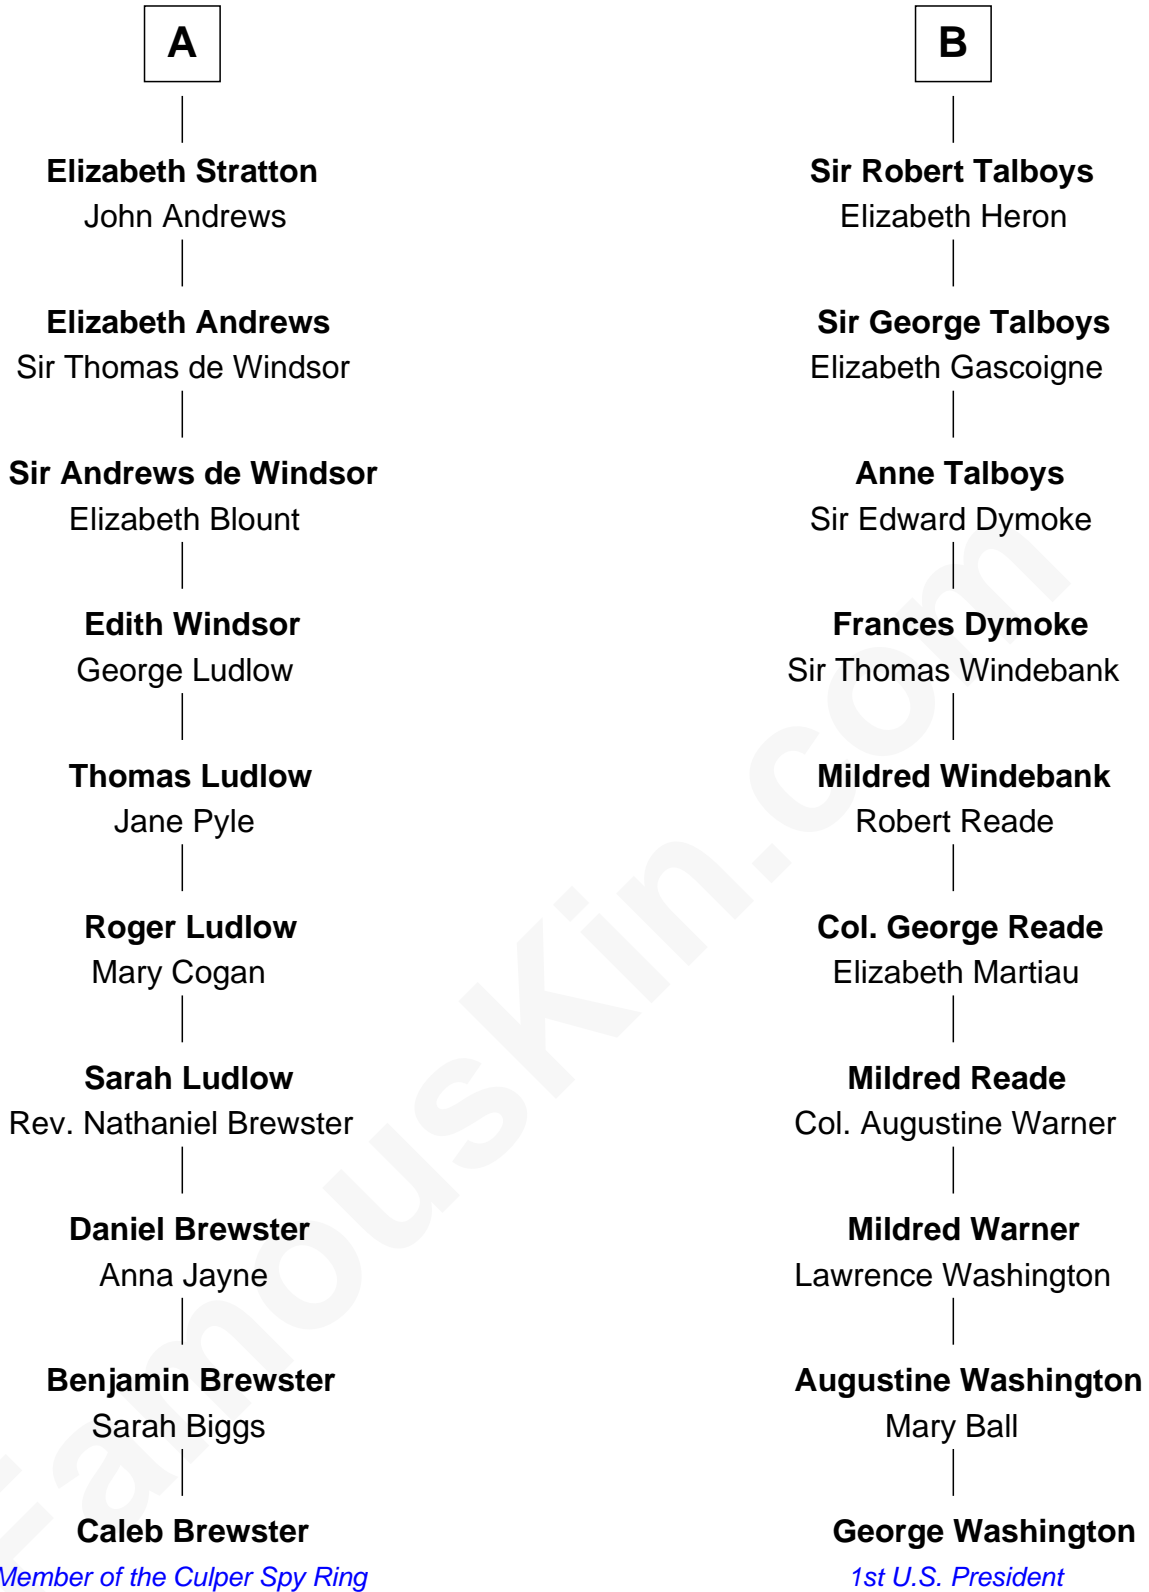 A
Elizabeth Stratton
John Andrews
Elizabeth Andrews
Sir Thomas de Windsor
Sir Andrews de Windsor
Elizabeth Blount
Edith Windsor
George Ludlow
Thomas Ludlow
Jane Pyle
Roger Ludlow
Mary Cogan
Sarah Ludlow
Rev. Nathaniel Brewster
Daniel Brewster
Anna Jayne
Benjamin Brewster
Sarah Biggs
Caleb Brewster
Member of the Culper Spy Ring
B
Sir Robert Talboys
Elizabeth Heron
Sir George Talboys
Elizabeth Gascoigne
Anne Talboys
Sir Edward Dymoke
Frances Dymoke
Sir Thomas Windebank
Mildred Windebank
Robert Reade
Col. George Reade
Elizabeth Martiau
Mildred Reade
Col. Augustine Warner
Mildred Warner
Lawrence Washington
Augustine Washington
Mary Ball
George Washington
1st U.S. President
FamousKin.com